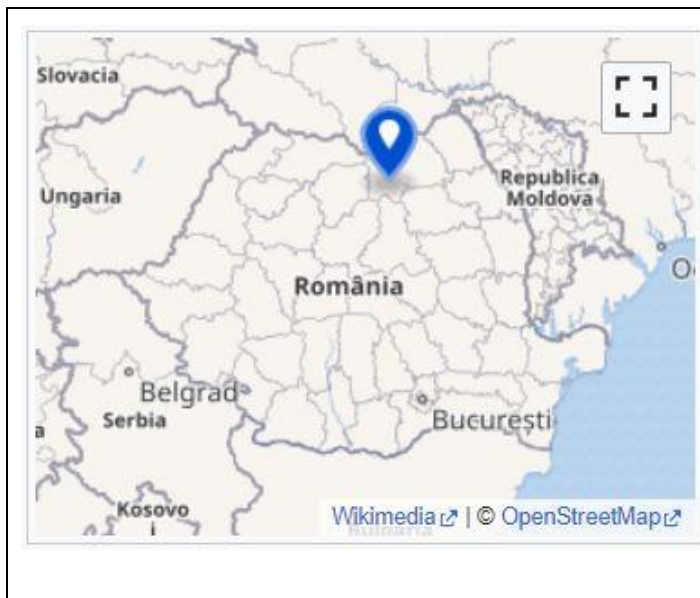 Slovacia
Ungaria
Republica
Moldova
România
Belgrad
Serbia
București
Kosovo
Wikimedia | © OpenStreetMap